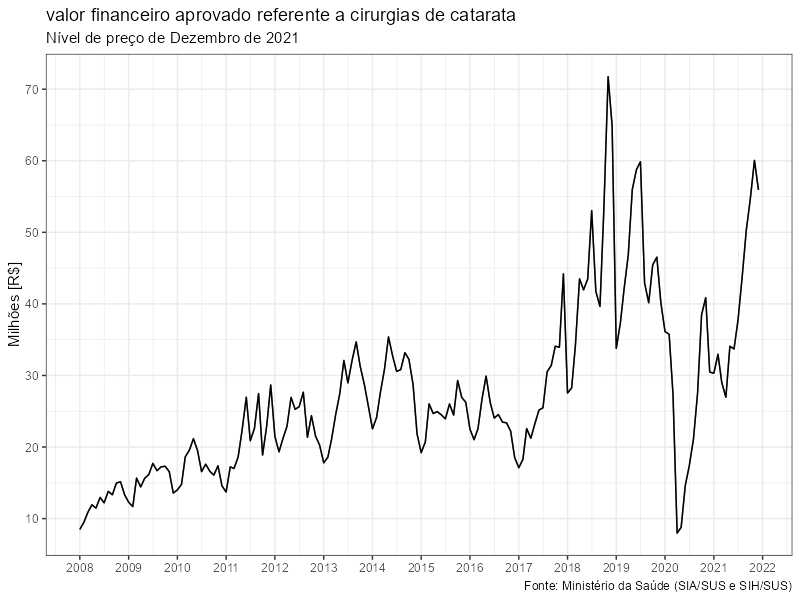 valor financeiro aprovado referente a cirurgias de catarata
Nível de preço de Dezembro de 2021
Milhões [R$]
70
60
50
40
30
20
10
2008 2009 2010 2011 2012 2013 2014 2015 2016 2017 2018 2019 2020 2021 2022
Fonte: Ministério da Saúde (SIA/SUS e SIH/SUS)